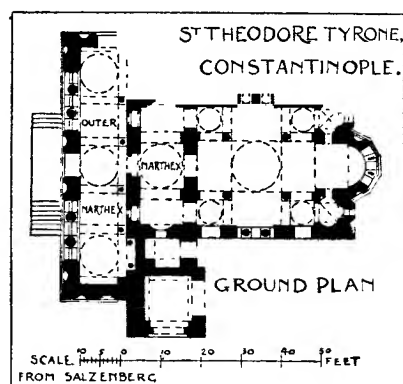 ST THEODORE TYRONE,
CONSTANTINOPLE.
OUTER
NARTHEX
NARTHEX
GROUND PLAN
SCALE 10 5 0 10 20 30 40 50 FEET
FROM SALZENBERG